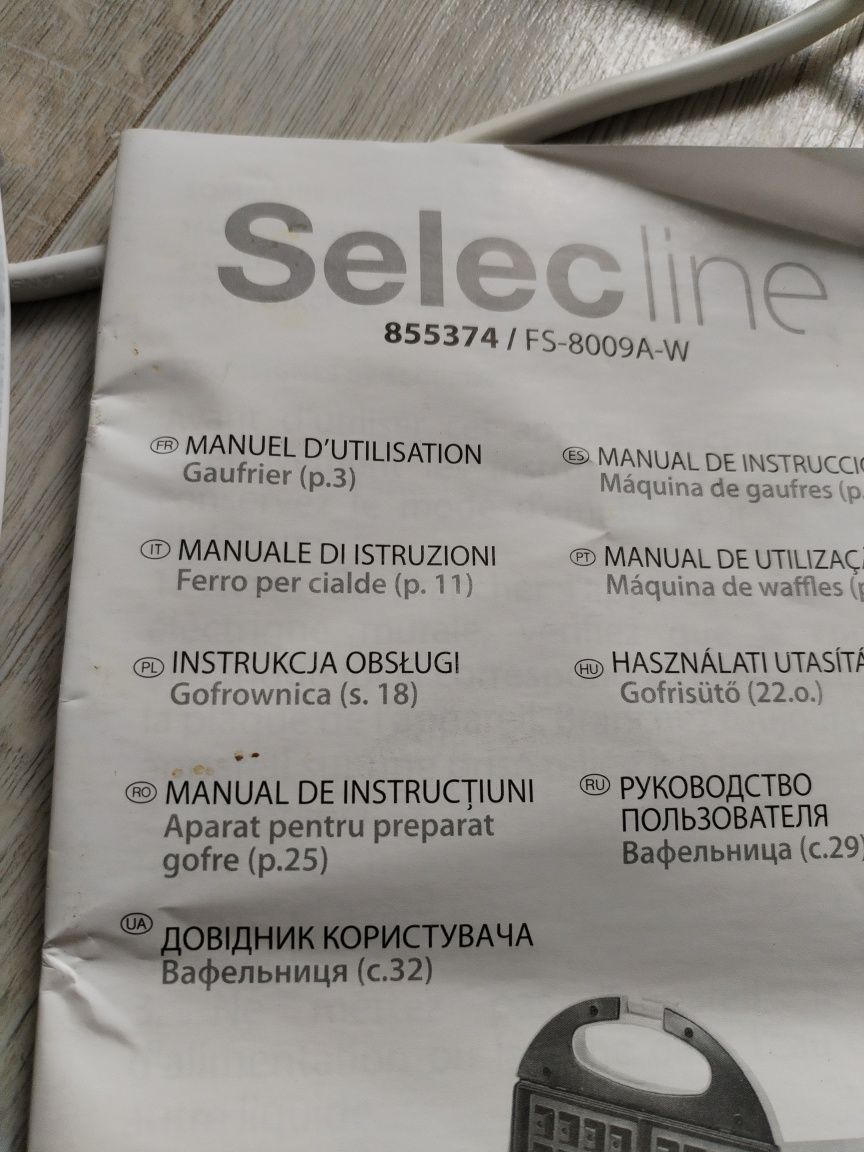 Selecline
855374 / FS-8009A-W
FR MANUEL D'UTILISATION
Gaufrier (p.3)
ES MANUAL DE
Máquina de gaufres
IT MANUALE DI ISTRUZIONI
Ferro per cialde (p. 11)
PT MANUAL DE
Máquina de waffles
PL INSTRUKCJA OBSŁUGI
Gofrownica (s. 18)
HU HASZNÁLATI
Gofrisütő (22.o.)
RO MANUAL DE INSTRUCȚIUNI
Aparat pentru preparat
gofre (p.25)
RU РУКОВОДСТВО
ПОЛЬЗОВАТЕЛЯ
Вафельница (с.29)
UA ДОВІДНИК КОРИСТУВАЧА
Вафельниця (с.32)